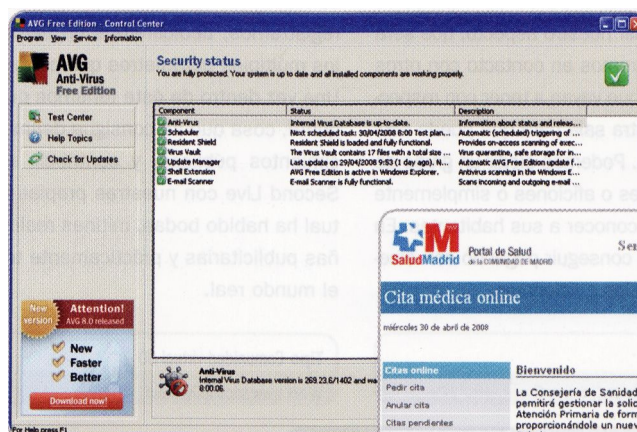 AVG Free Edition - Control Center
Program View Service Information
AVG
Anti-Virus
Free Edition
Security status
You are fully protected. Your system is up to date and all installed components are working properly.
Test Center
Help Topics
Check for Updates
Component Status Description
Anti-Virus Internal Virus Database is up-to-date. Information about status and releas...
Scheduler Next scheduled task: 30/04/2008 8:00 Test plan... Automatic (scheduled) triggering of ...
Resident Shield Resident Shield is loaded and fully functional. Provides on-access scanning of exec...
Virus Vault The Virus Vault contains 17 files with a total size ... Virus quarantine, safe storage for in...
Update Manager Last update on 29/04/2008 9:53 (1 day ago). N... Automatic AVG Free Edition update f...
Shell Extension AVG Free Edition is active in Windows Explorer. Antivirus scanning in the Windows E...
E-mail Scanner E-mail Scanner is fully functional. Scans incoming and outgoing e-mail ...
New version
Attention!
AVG 8.0 released
New
Faster
Better
Download now!
Anti-Virus
Internal Virus Database version is 269.23.6/1402 and wa
8:00:06.
For Help press F1
SaludMadrid
Portal de Salud
de la COMUNIDAD DE MADRID
Ser
Cita médica online
miércoles 30 de abril de 2008
Citas online
Pedir cita
Anular cita
Citas pendientes
Bienvenido
La Consejería de Sanidad
permitirá gestionar la solic
Atención Primaria de form
proporcionándole un nuev